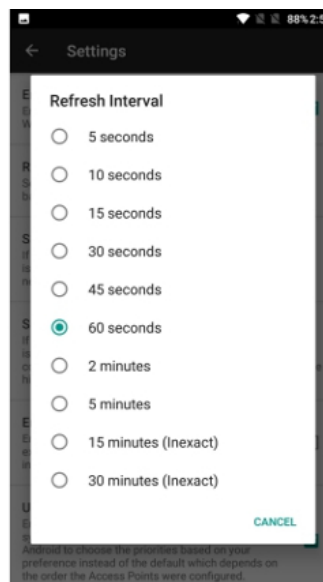 88% 2:5
Settings
Refresh Interval
5 seconds
10 seconds
15 seconds
30 seconds
45 seconds
60 seconds
2 minutes
5 minutes
15 minutes (Inexact)
30 minutes (Inexact)
CANCEL
Android to choose the priorities based on your
preference instead of the default which depends on
the order the Access Points were configured.